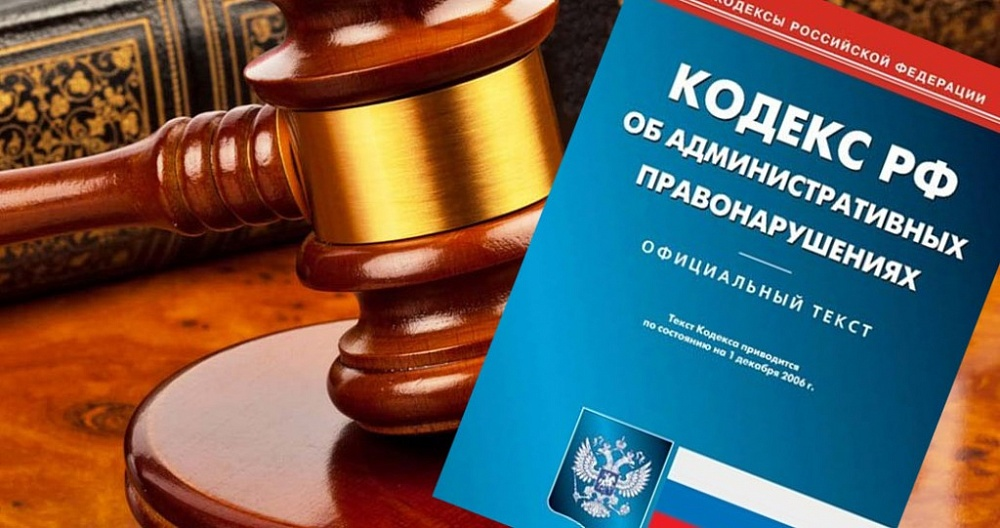 КОДЕКСЫ РОССИЙСКОЙ ФЕДЕРАЦИИ
КОДЕКС РФ
ОБ АДМИНИСТРАТИВНЫХ
ПРАВОНАРУШЕНИЯХ
ОФИЦИАЛЬНЫЙ ТЕКСТ
Текст Кодекса приводится
по состоянию на 1 декабря 2006 г.